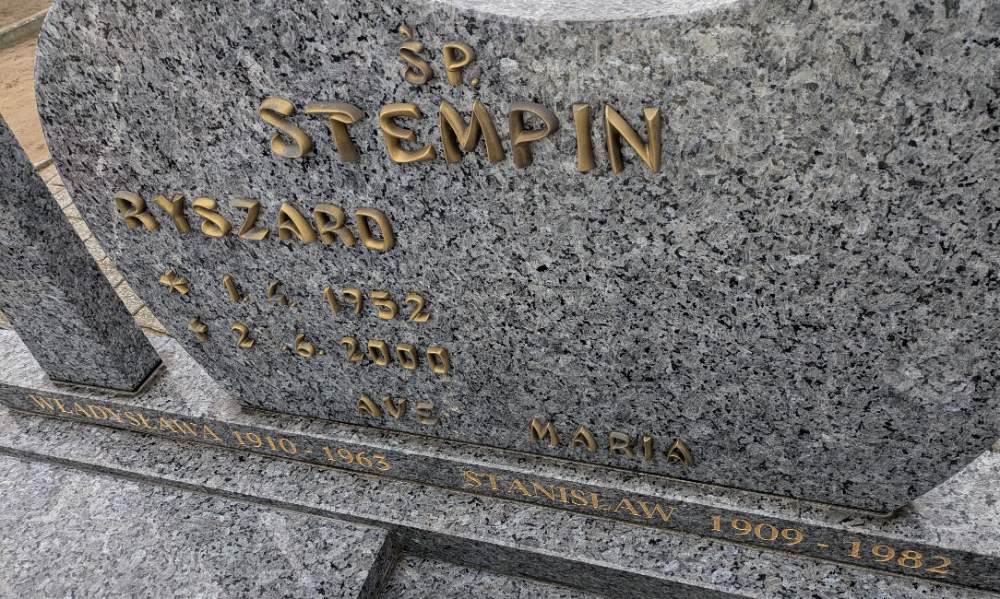 ŚP.
STEMPIN
RYSZARD
* 1. 4. 1952
2. 6. 2000
AVE MARIA
WŁADYSŁAWA 1910 - 1963 STANISŁAW 1909 - 1982